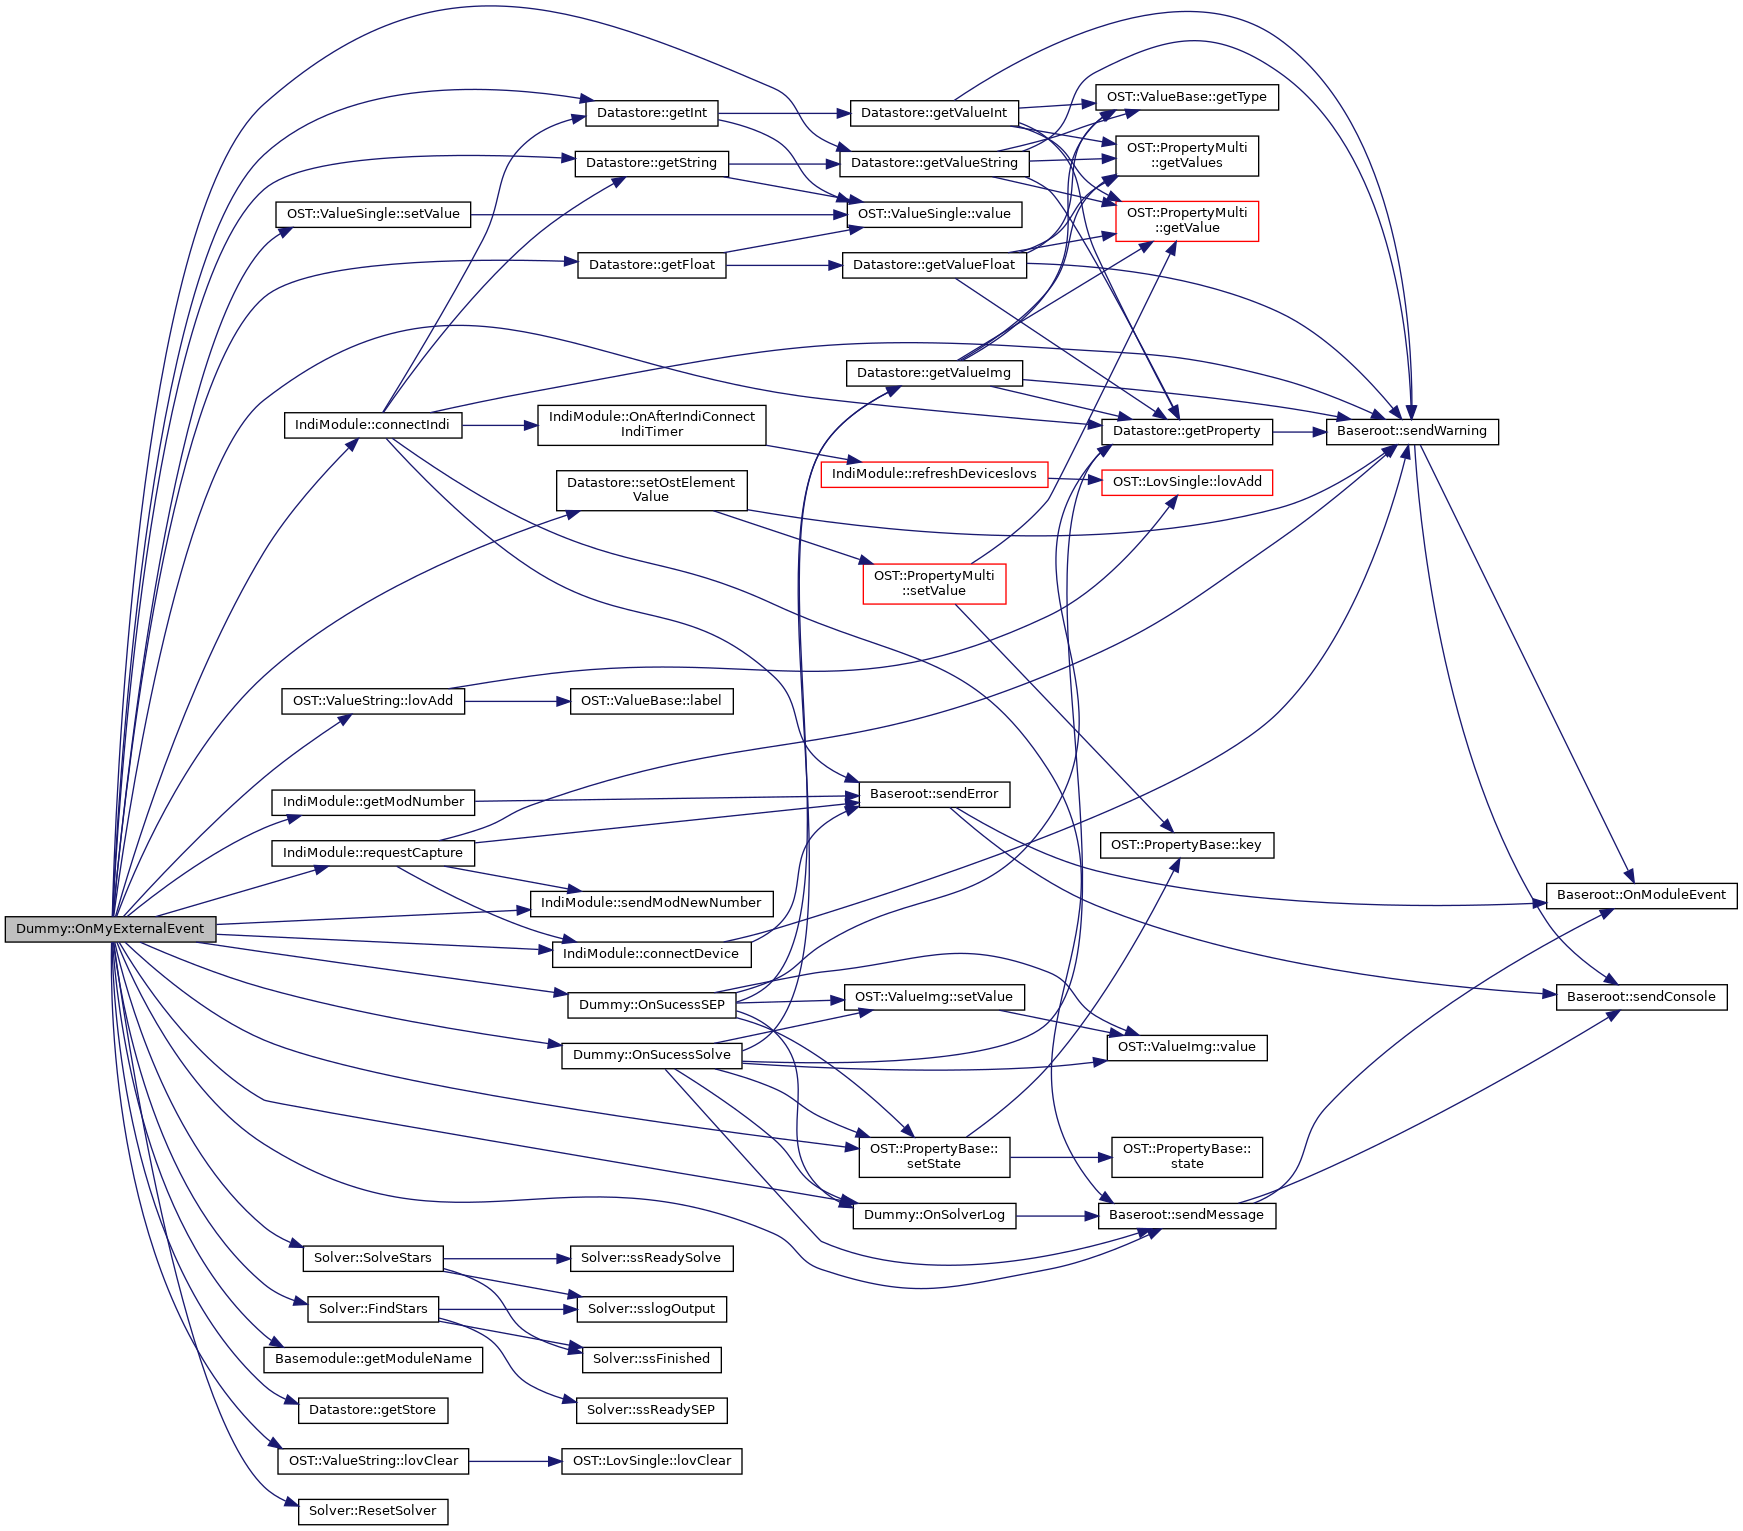 Dummy::OnMyExternalEvent
Datastore::getInt
Datastore::getString
OST::ValueSingle::setValue
Datastore::getFloat
IndiModule::connectIndi
IndiModule::OnAfterIndiConnect
IndiTimer
Datastore::setOstElement
Value
OST::ValueString::lovAdd
OST::ValueBase::label
IndiModule::getModNumber
IndiModule::requestCapture
IndiModule::sendModNewNumber
IndiModule::connectDevice
Dummy::OnSucessSEP
Dummy::OnSucessSolve
Solver::SolveStars
Solver::ssReadySolve
Solver::FindStars
Solver::sslogOutput
Basemodule::getModuleName
Solver::ssFinished
Datastore::getStore
Solver::ssReadySEP
OST::ValueString::lovClear
OST::LovSingle::lovClear
Solver::ResetSolver
Datastore::getValueInt
Datastore::getValueString
OST::ValueSingle::value
Datastore::getValueFloat
Datastore::getValueImg
IndiModule::refreshDeviceslovs
OST::PropertyMulti
::setValue
Baseroot::sendError
OST::ValueImg::setValue
OST::PropertyBase::
setState
Dummy::OnSolverLog
OST::ValueBase::getType
OST::PropertyMulti
::getValues
OST::PropertyMulti
::getValue
Datastore::getProperty
OST::LovSingle::lovAdd
OST::PropertyBase::key
OST::ValueImg::value
OST::PropertyBase::
state
Baseroot::sendMessage
Baseroot::sendWarning
Baseroot::OnModuleEvent
Baseroot::sendConsole